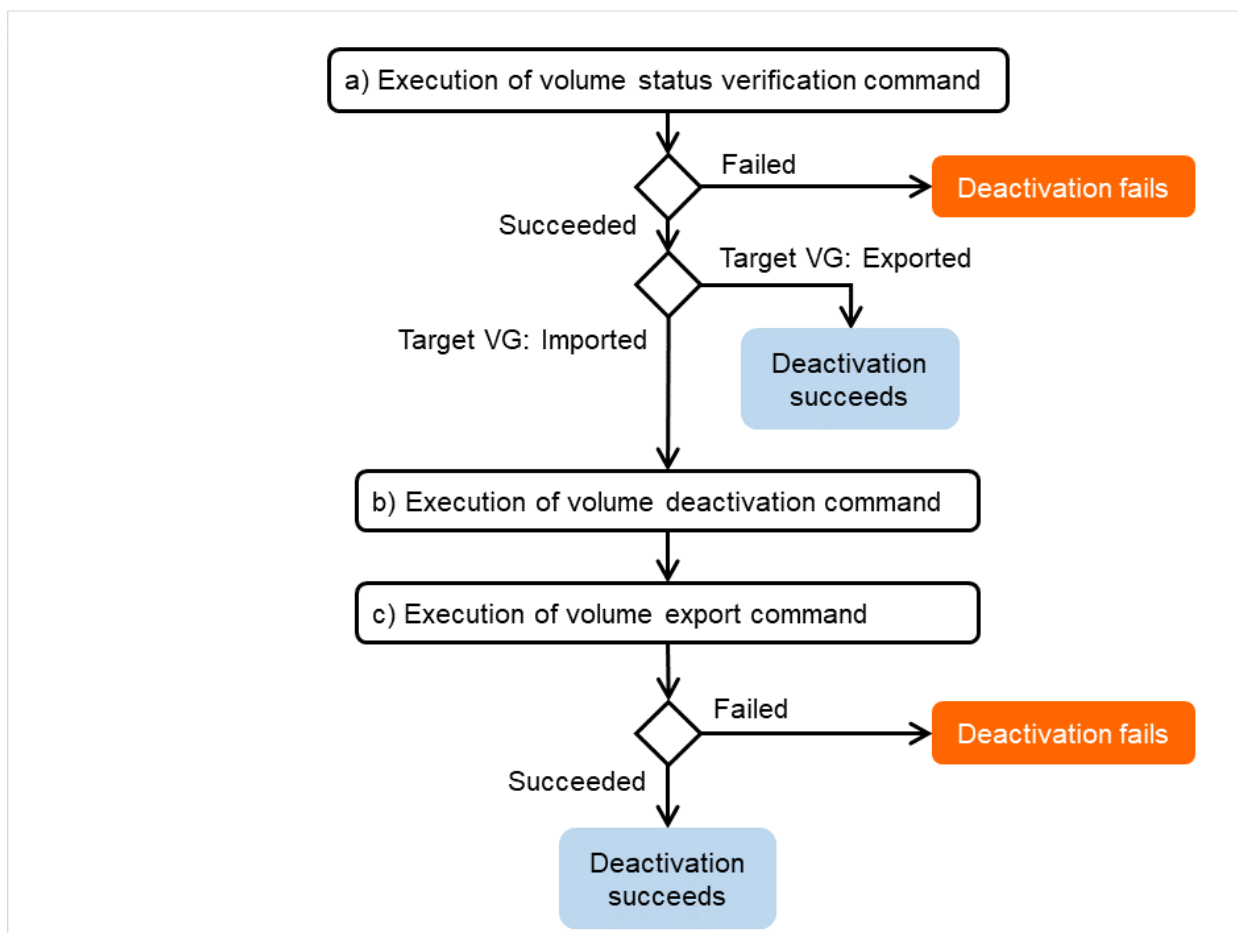 a) Execution of volume status verification command
Failed
Deactivation fails
Succeeded
Target VG: Exported
Target VG: Imported
Deactivation
succeeds
b) Execution of volume deactivation command
c) Execution of volume export command
Failed
Deactivation fails
Succeeded
Deactivation
succeeds